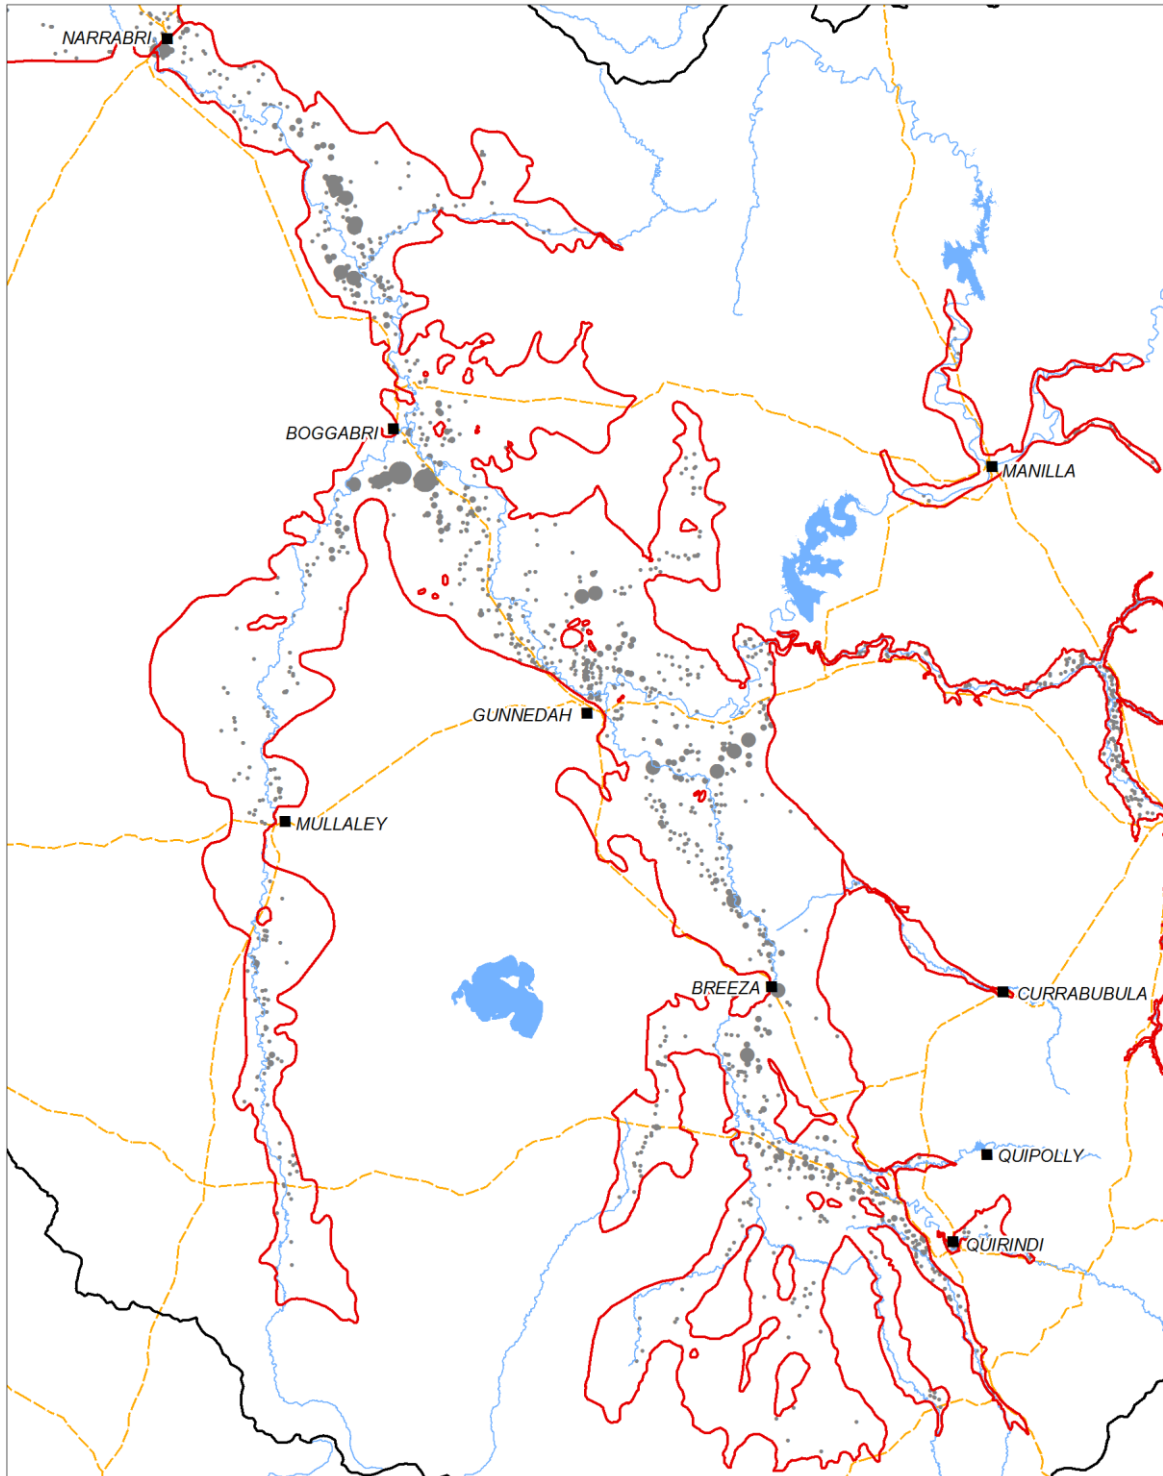 NARRABRI
BOGGABRI
MANILLA
GUNNEDAH
MULLALEY
BREEZA
CURRABUBULA
QUIPOLLY
QUIRINDI